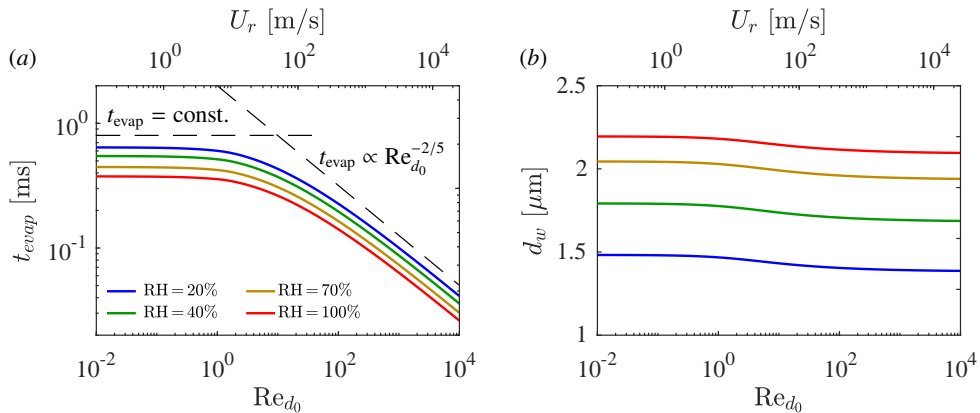 U_r [m/s]
(a)
10^0 10^2 10^4
t_evap = const.
t_evap ∝ Re_{d_0}^{-2/5}
10^0
10^{-1}
t_{evap} [ms]
RH = 20% RH = 70%
RH = 40% RH = 100%
10^{-2} 10^0 10^2 10^4
Re_{d_0}
U_r [m/s]
(b)
10^0 10^2 10^4
2.5
2
1.5
1
d_w [μm]
10^{-2} 10^0 10^2 10^4
Re_{d_0}